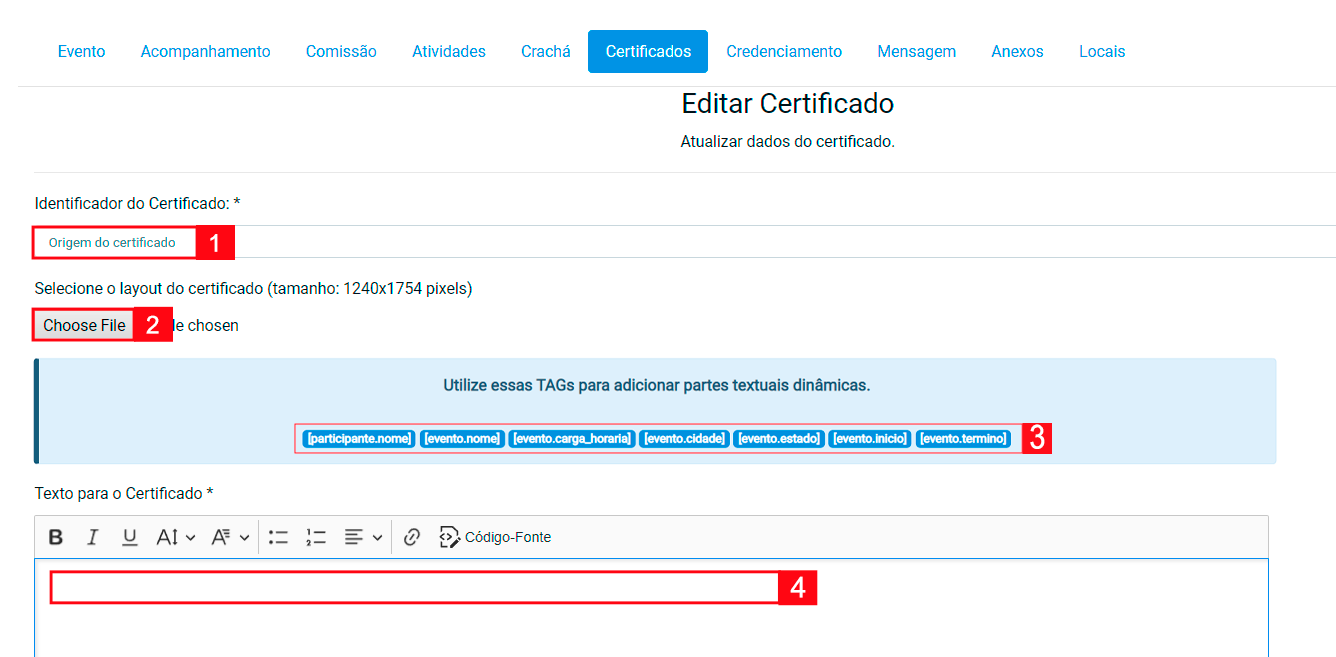 Evento Acompanhamento Comissão Atividades Crachá Certificados Credenciamento Mensagem Anexos Locais
Editar Certificado
Atualizar dados do certificado.
Identificador do Certificado: *
Origem do certificado 1
Selecione o layout do certificado (tamanho: 1240x1754 pixels)
Choose File 2 le chosen
Utilize essas TAGs para adicionar partes textuais dinâmicas.
[participante.nome] [evento.nome] [evento.carga_horaria] [evento.cidade] [evento.estado] [evento.inicio] [evento.termino] 3
Texto para o Certificado *
B I U A A Código-Fonte
4